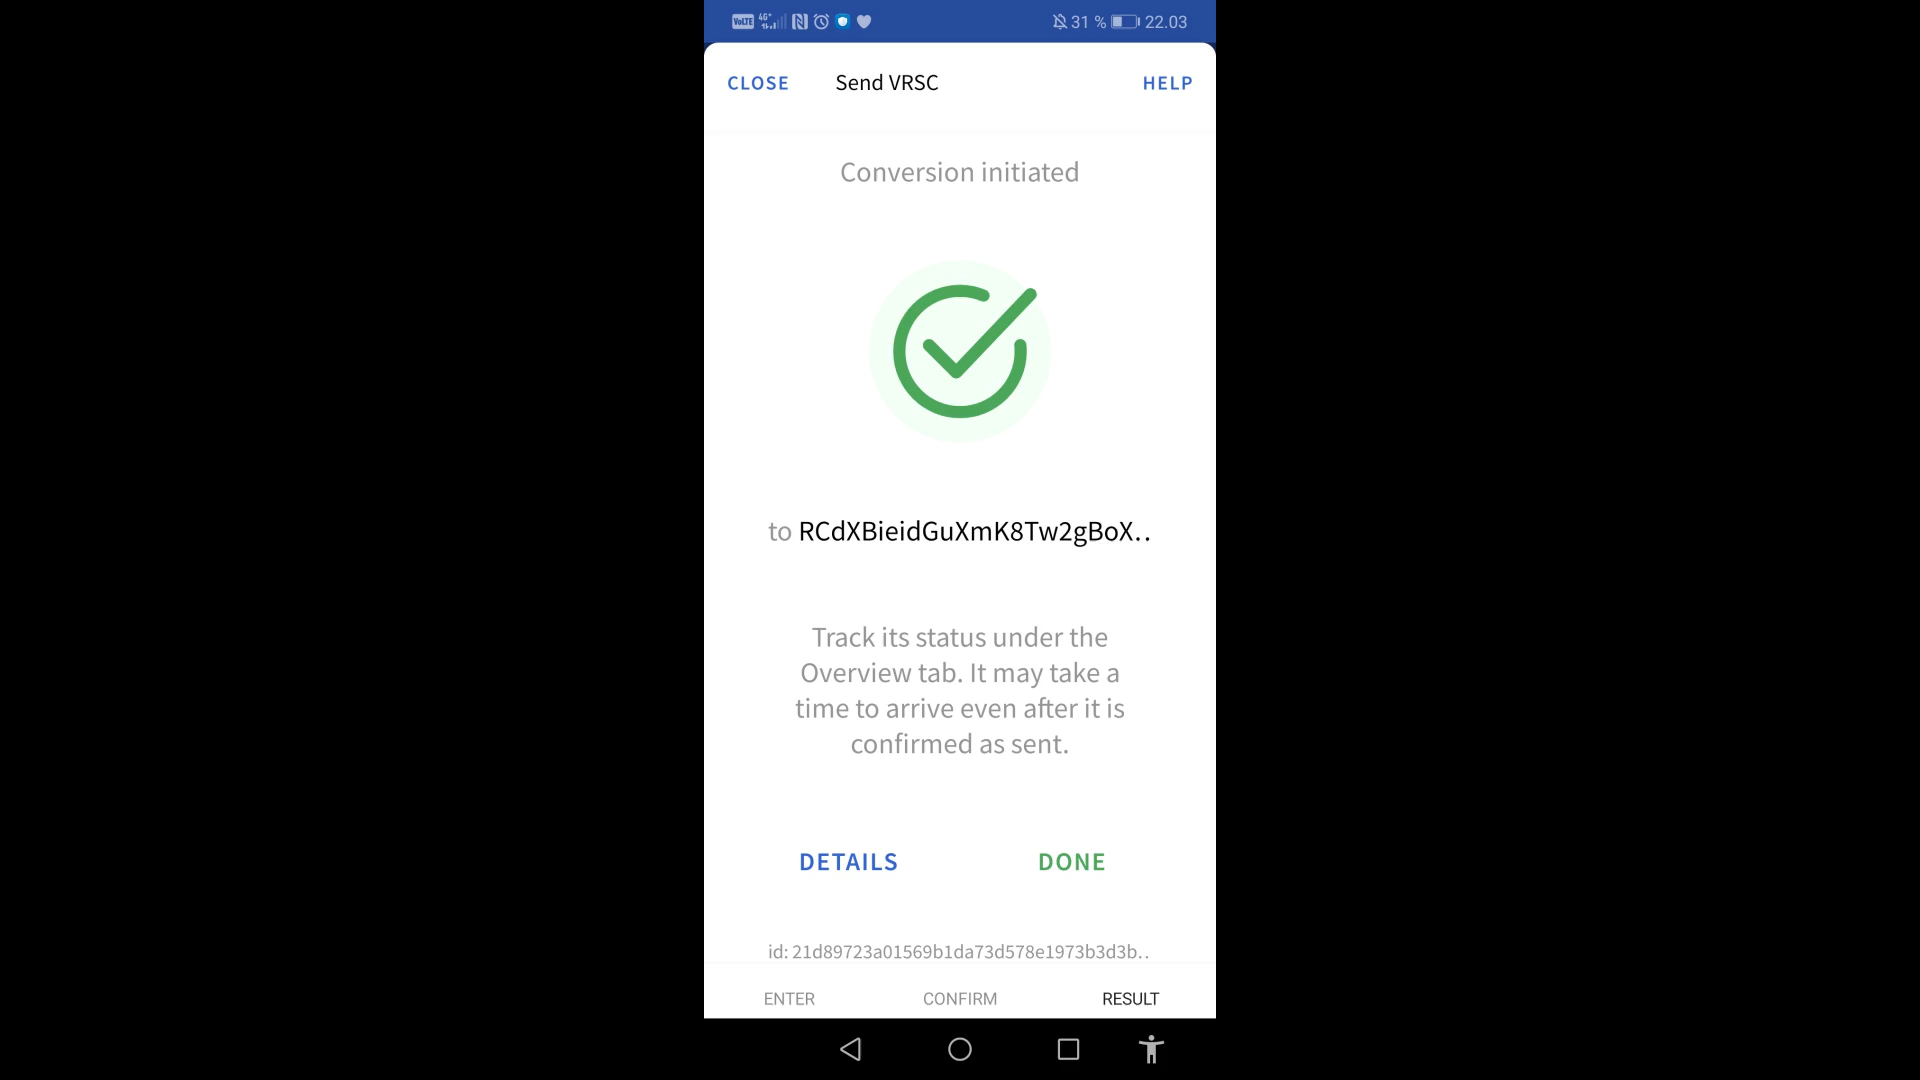 VoLTE 4G+ 31 % 22.03
CLOSE Send VRSC HELP
Conversion initiated
to RCdXBieidGuXmK8Tw2gBoX..
Track its status under the
Overview tab. It may take a
time to arrive even after it is
confirmed as sent.
DETAILS DONE
id: 21d89723a01569b1da73d578e1973b3d3b..
ENTER CONFIRM RESULT